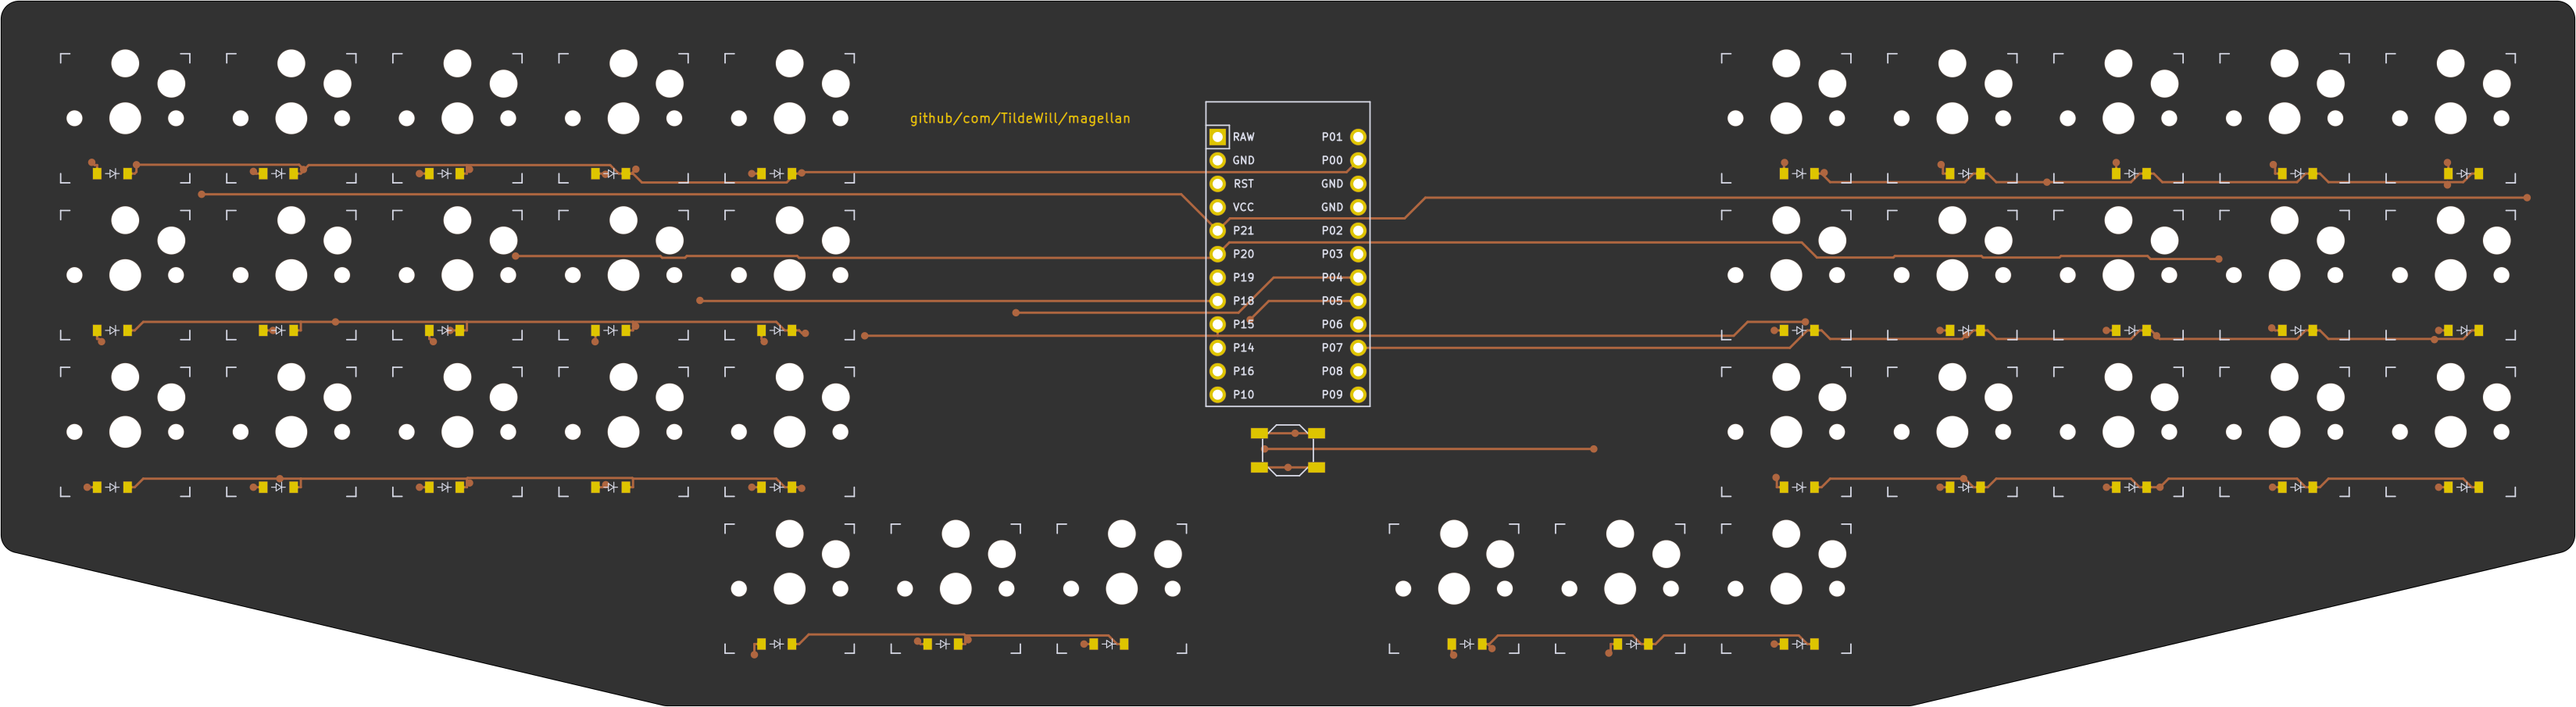 github/com/TildeWill/magellan
RAW P01
GND P00
RST GND
VCC GND
P21 P02
P20 P03
P19 P04
P18 P05
P15 P06
P14 P07
P16 P08
P10 P09